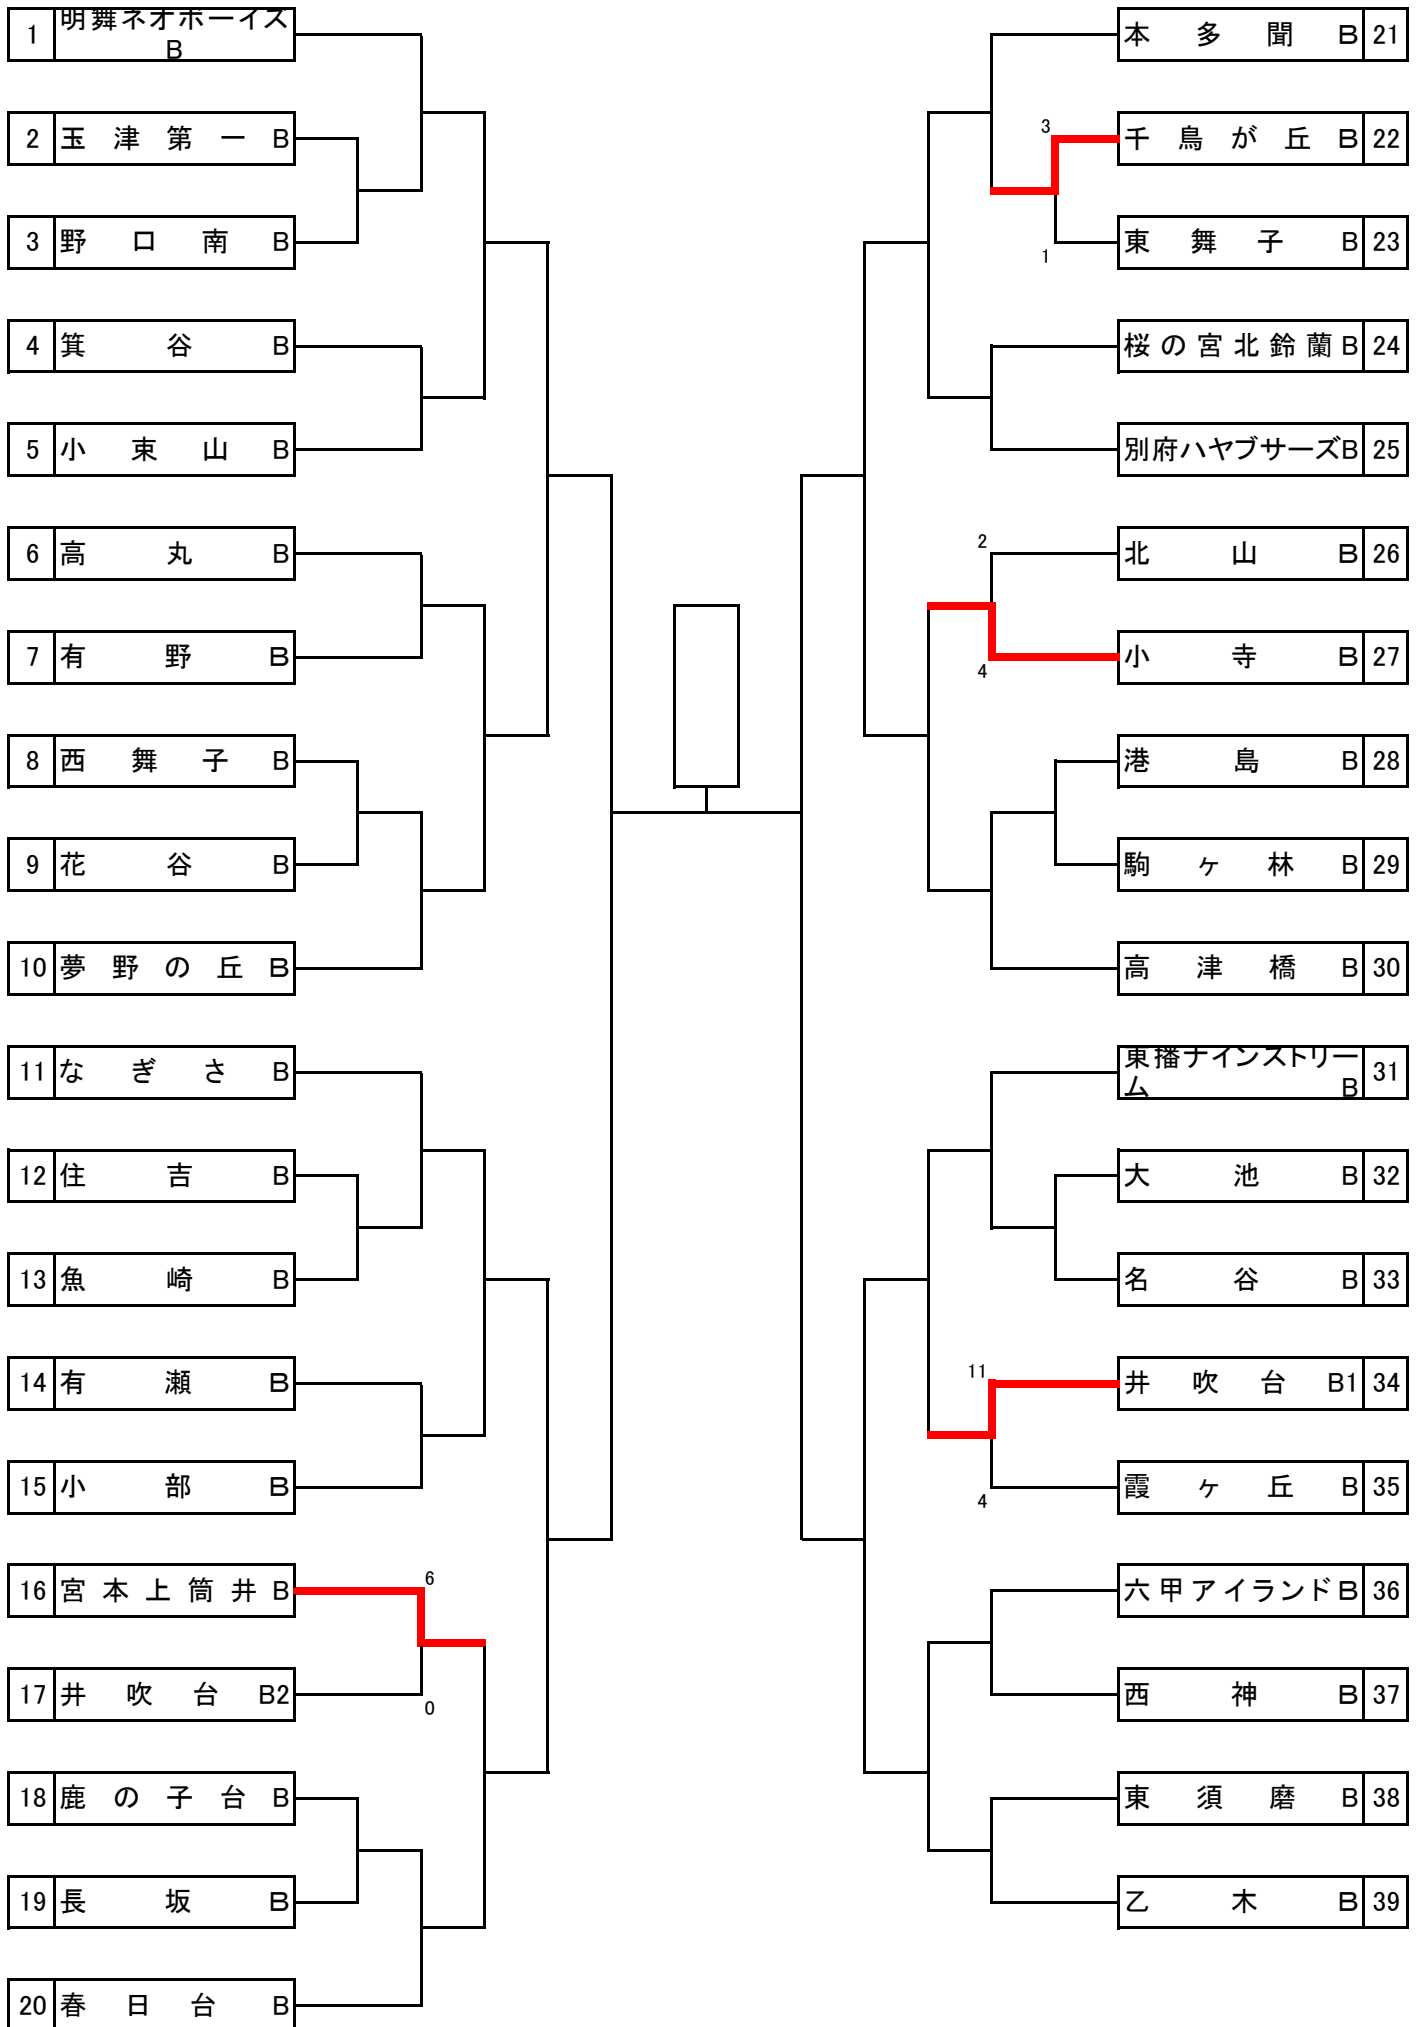 1 明舞ネオボーイズ
B
2 玉津第一 B
3 野口南 B
4 箕谷 B
5 小束山 B
6 高丸 B
7 有野 B
8 西舞子 B
9 花谷 B
10 夢野の丘 B
11 なぎさ B
12 住吉 B
13 魚崎 B
14 有瀬 B
15 小部 B
16 宮本上筒井 B
6
17 井吹台 B2
0
18 鹿の子台 B
19 長坂 B
20 春日台 B
本多聞 B 21
3
千鳥が丘 B 22
東舞子 B 23
1
桜の宮北鈴蘭 B 24
別府ハヤブサーズB 25
2
北山 B 26
小寺 B 27
4
港島 B 28
駒ヶ林 B 29
高津橋 B 30
東播ナインストリー
ム B 31
大池 B 32
名谷 B 33
11
井吹台 B1 34
霞ヶ丘 B 35
4
六甲アイランド B 36
西神 B 37
東須磨 B 38
乙木 B 39